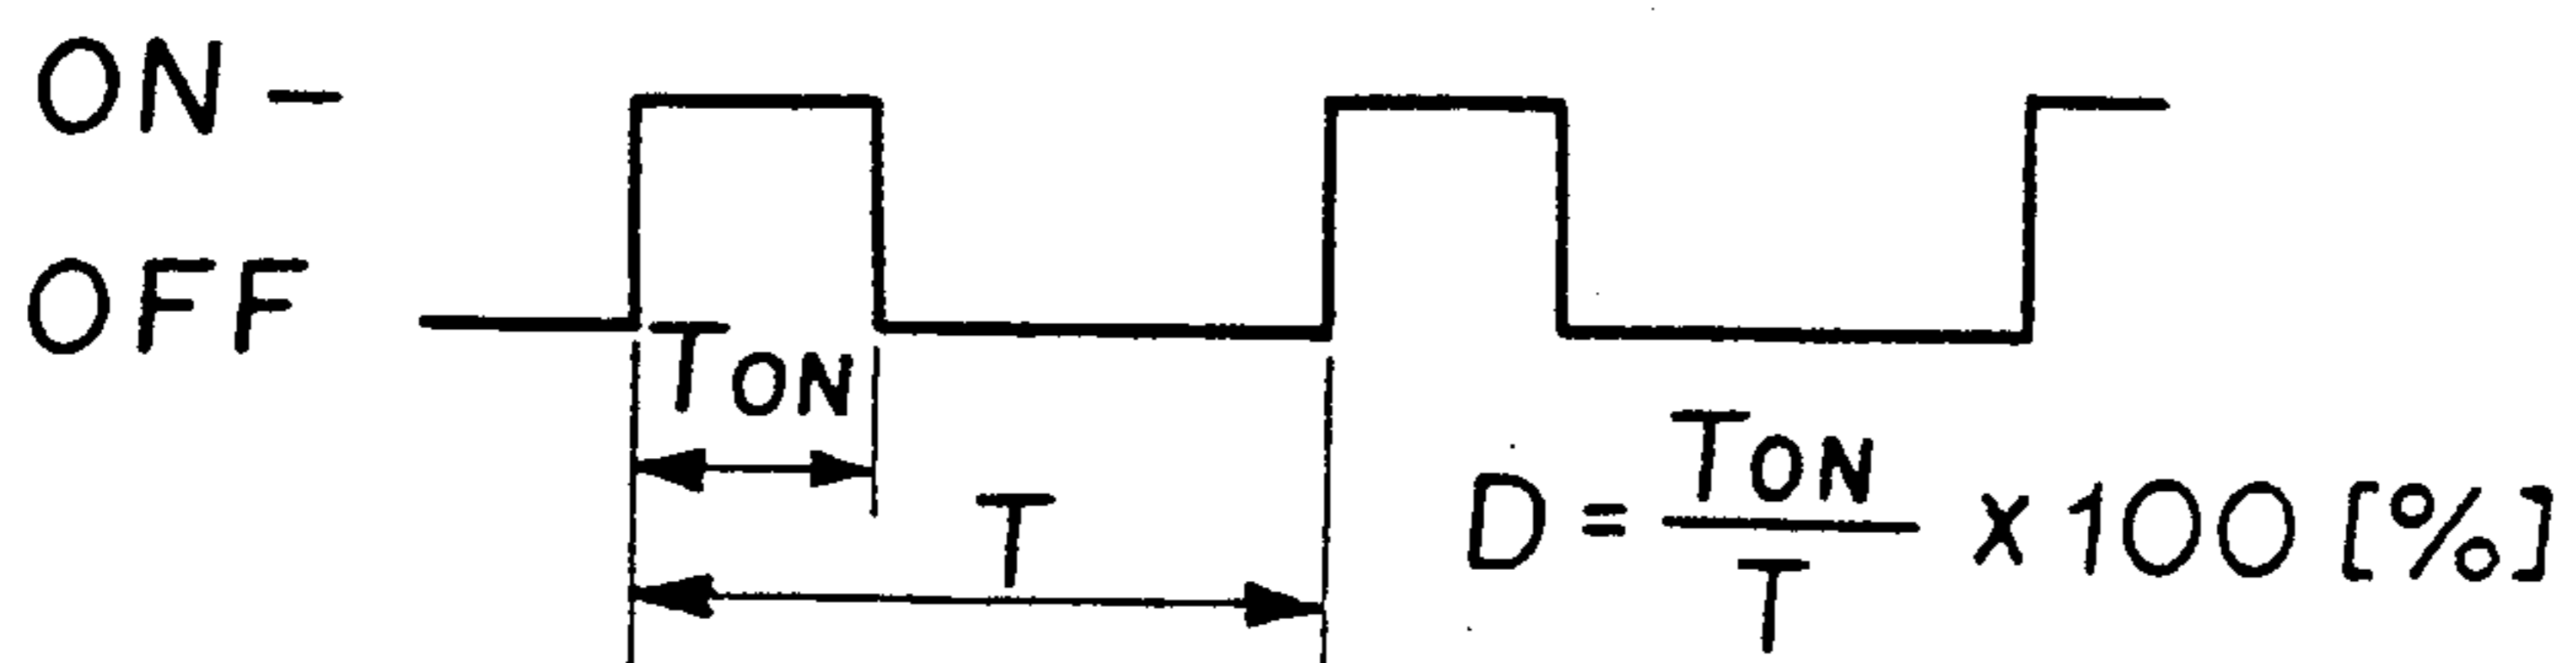 ON
OFF
TON
T
D = TON / T × 100 [%]